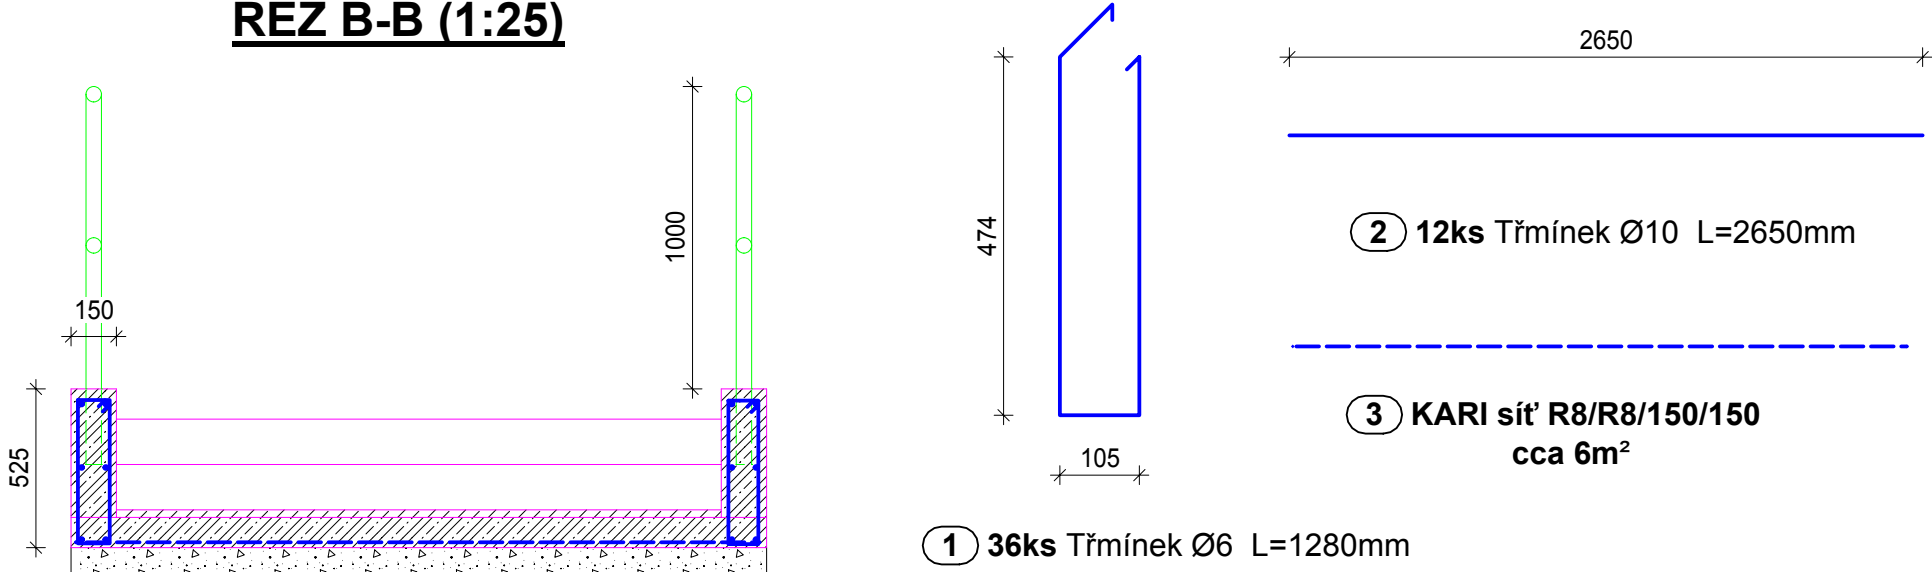 REZ B-B (1:25)
150
1000
525
474
105
1 36ks Třmínek Ø6 L=1280mm
2650
2 12ks Třmínek Ø10 L=2650mm
3 KARI síť R8/R8/150/150
cca 6m²